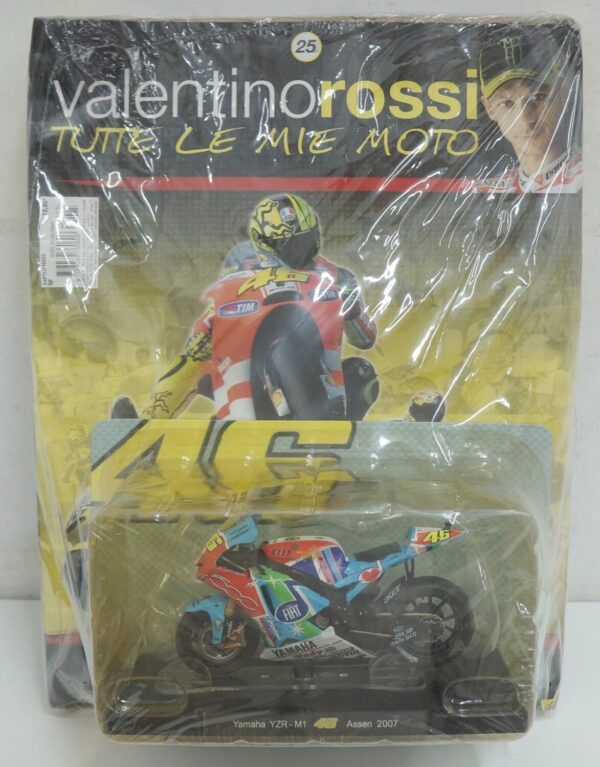 25
valentinorossi
TUTTE LE MIE MOTO
46
TIM
46
46
FIAT
YAMAHA
Yamaha YZR-M1 46 Assen 2007